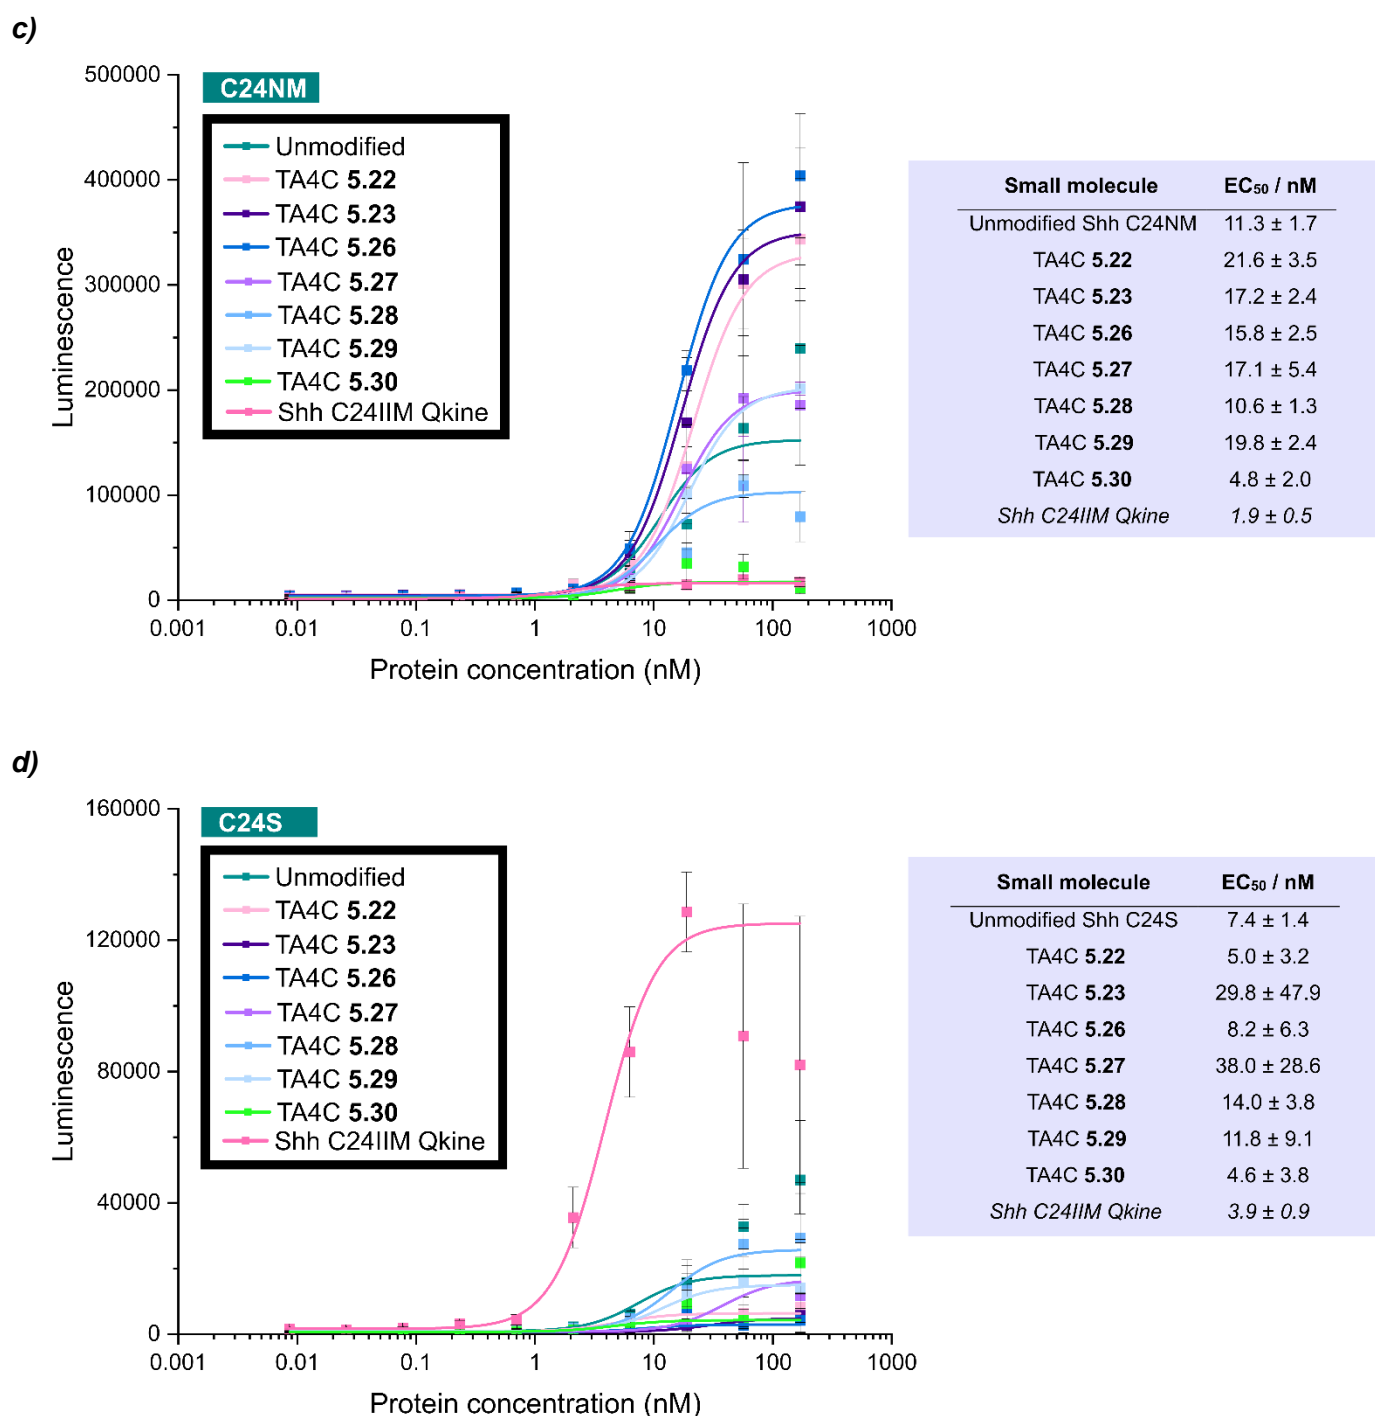 c)
500000
400000
300000
200000
100000
0
Luminescence
C24NM
Unmodified
TA4C 5.22
TA4C 5.23
TA4C 5.26
TA4C 5.27
TA4C 5.28
TA4C 5.29
TA4C 5.30
Shh C24IIM Qkine
0.001 0.01 0.1 1 10 100 1000
Protein concentration (nM)
Small molecule EC50 / nM
Unmodified Shh C24NM 11.3 ± 1.7
TA4C 5.22 21.6 ± 3.5
TA4C 5.23 17.2 ± 2.4
TA4C 5.26 15.8 ± 2.5
TA4C 5.27 17.1 ± 5.4
TA4C 5.28 10.6 ± 1.3
TA4C 5.29 19.8 ± 2.4
TA4C 5.30 4.8 ± 2.0
Shh C24IIM Qkine 1.9 ± 0.5
d)
160000
120000
80000
40000
0
Luminescence
C24S
Unmodified
TA4C 5.22
TA4C 5.23
TA4C 5.26
TA4C 5.27
TA4C 5.28
TA4C 5.29
TA4C 5.30
Shh C24IIM Qkine
0.001 0.01 0.1 1 10 100 1000
Protein concentration (nM)
Small molecule EC50 / nM
Unmodified Shh C24S 7.4 ± 1.4
TA4C 5.22 5.0 ± 3.2
TA4C 5.23 29.8 ± 47.9
TA4C 5.26 8.2 ± 6.3
TA4C 5.27 38.0 ± 28.6
TA4C 5.28 14.0 ± 3.8
TA4C 5.29 11.8 ± 9.1
TA4C 5.30 4.6 ± 3.8
Shh C24IIM Qkine 3.9 ± 0.9